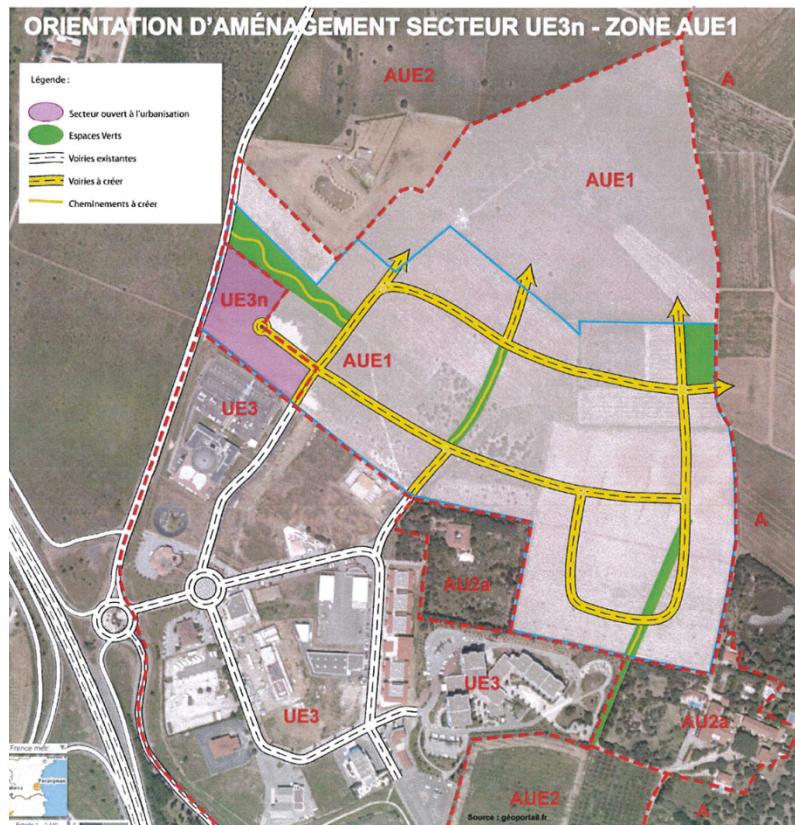 ORIENTATION D'AMÉNAGEMENT SECTEUR UE3n - ZONE AUE1
Légende :
Secteur ouvert à l'urbanisation
Espaces Verts
Voiries existantes
Voiries à créer
Cheminements à créer
AUE2
A
AUE1
UE3n
AUE1
UE3
A
AU2a
UE3
UE3
AU2a
AUE2
A
Perpignan
Source : géoportail.fr